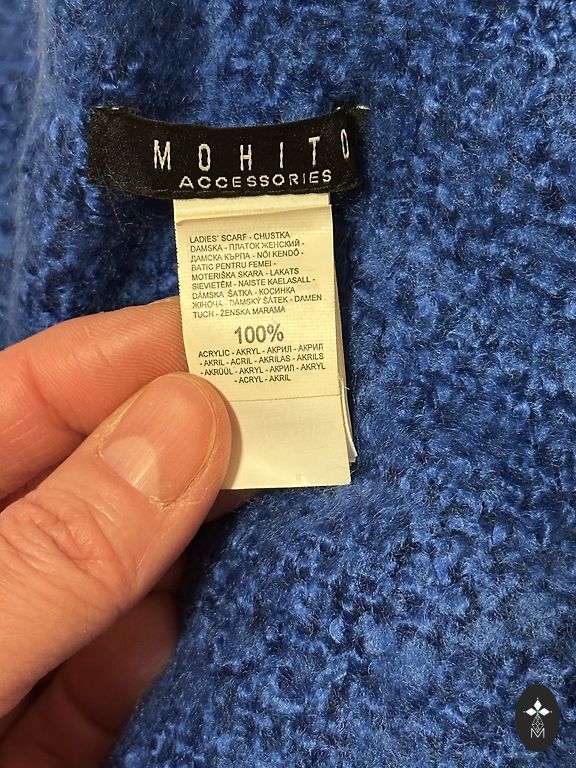 MOHITO
ACCESSORIES
LADIES' SCARF - CHUSTKA
DAMSKA - ПЛАТОК ЖЕНСКИЙ -
ДАМСКА КЪРПА - NŐI KENDŐ -
BATIC PENTRU FEMEI -
MOTERIŠKA SKARA - LAKATS
SIEVIETĒM - NAISTE KAELASALL -
DÁMSKA ŠATKA - КОСИНКА
ЖІНОЧА - DÁMSKÝ ŠÁTEK - DAMEN
TUCH - ŽENSKA MARAMA
100%
ACRYLIC - AKRYL - АКРИЛ - АКРИЛ
- AKRIL - ACRIL - AKRILAS - AKRILS
- AKRÜÜL - AKRYL - АКРИЛ - AKRYL
- ACRYL - AKRIL
M